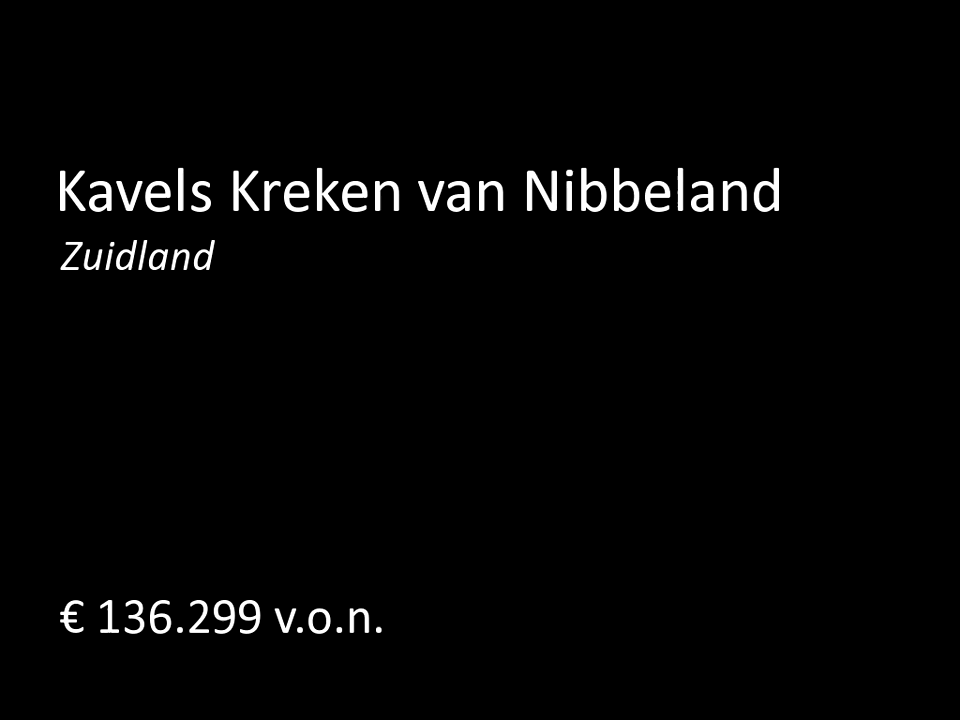 Kavels Kreken van Nibbeland
Zuidland
€ 136.299 v.o.n.